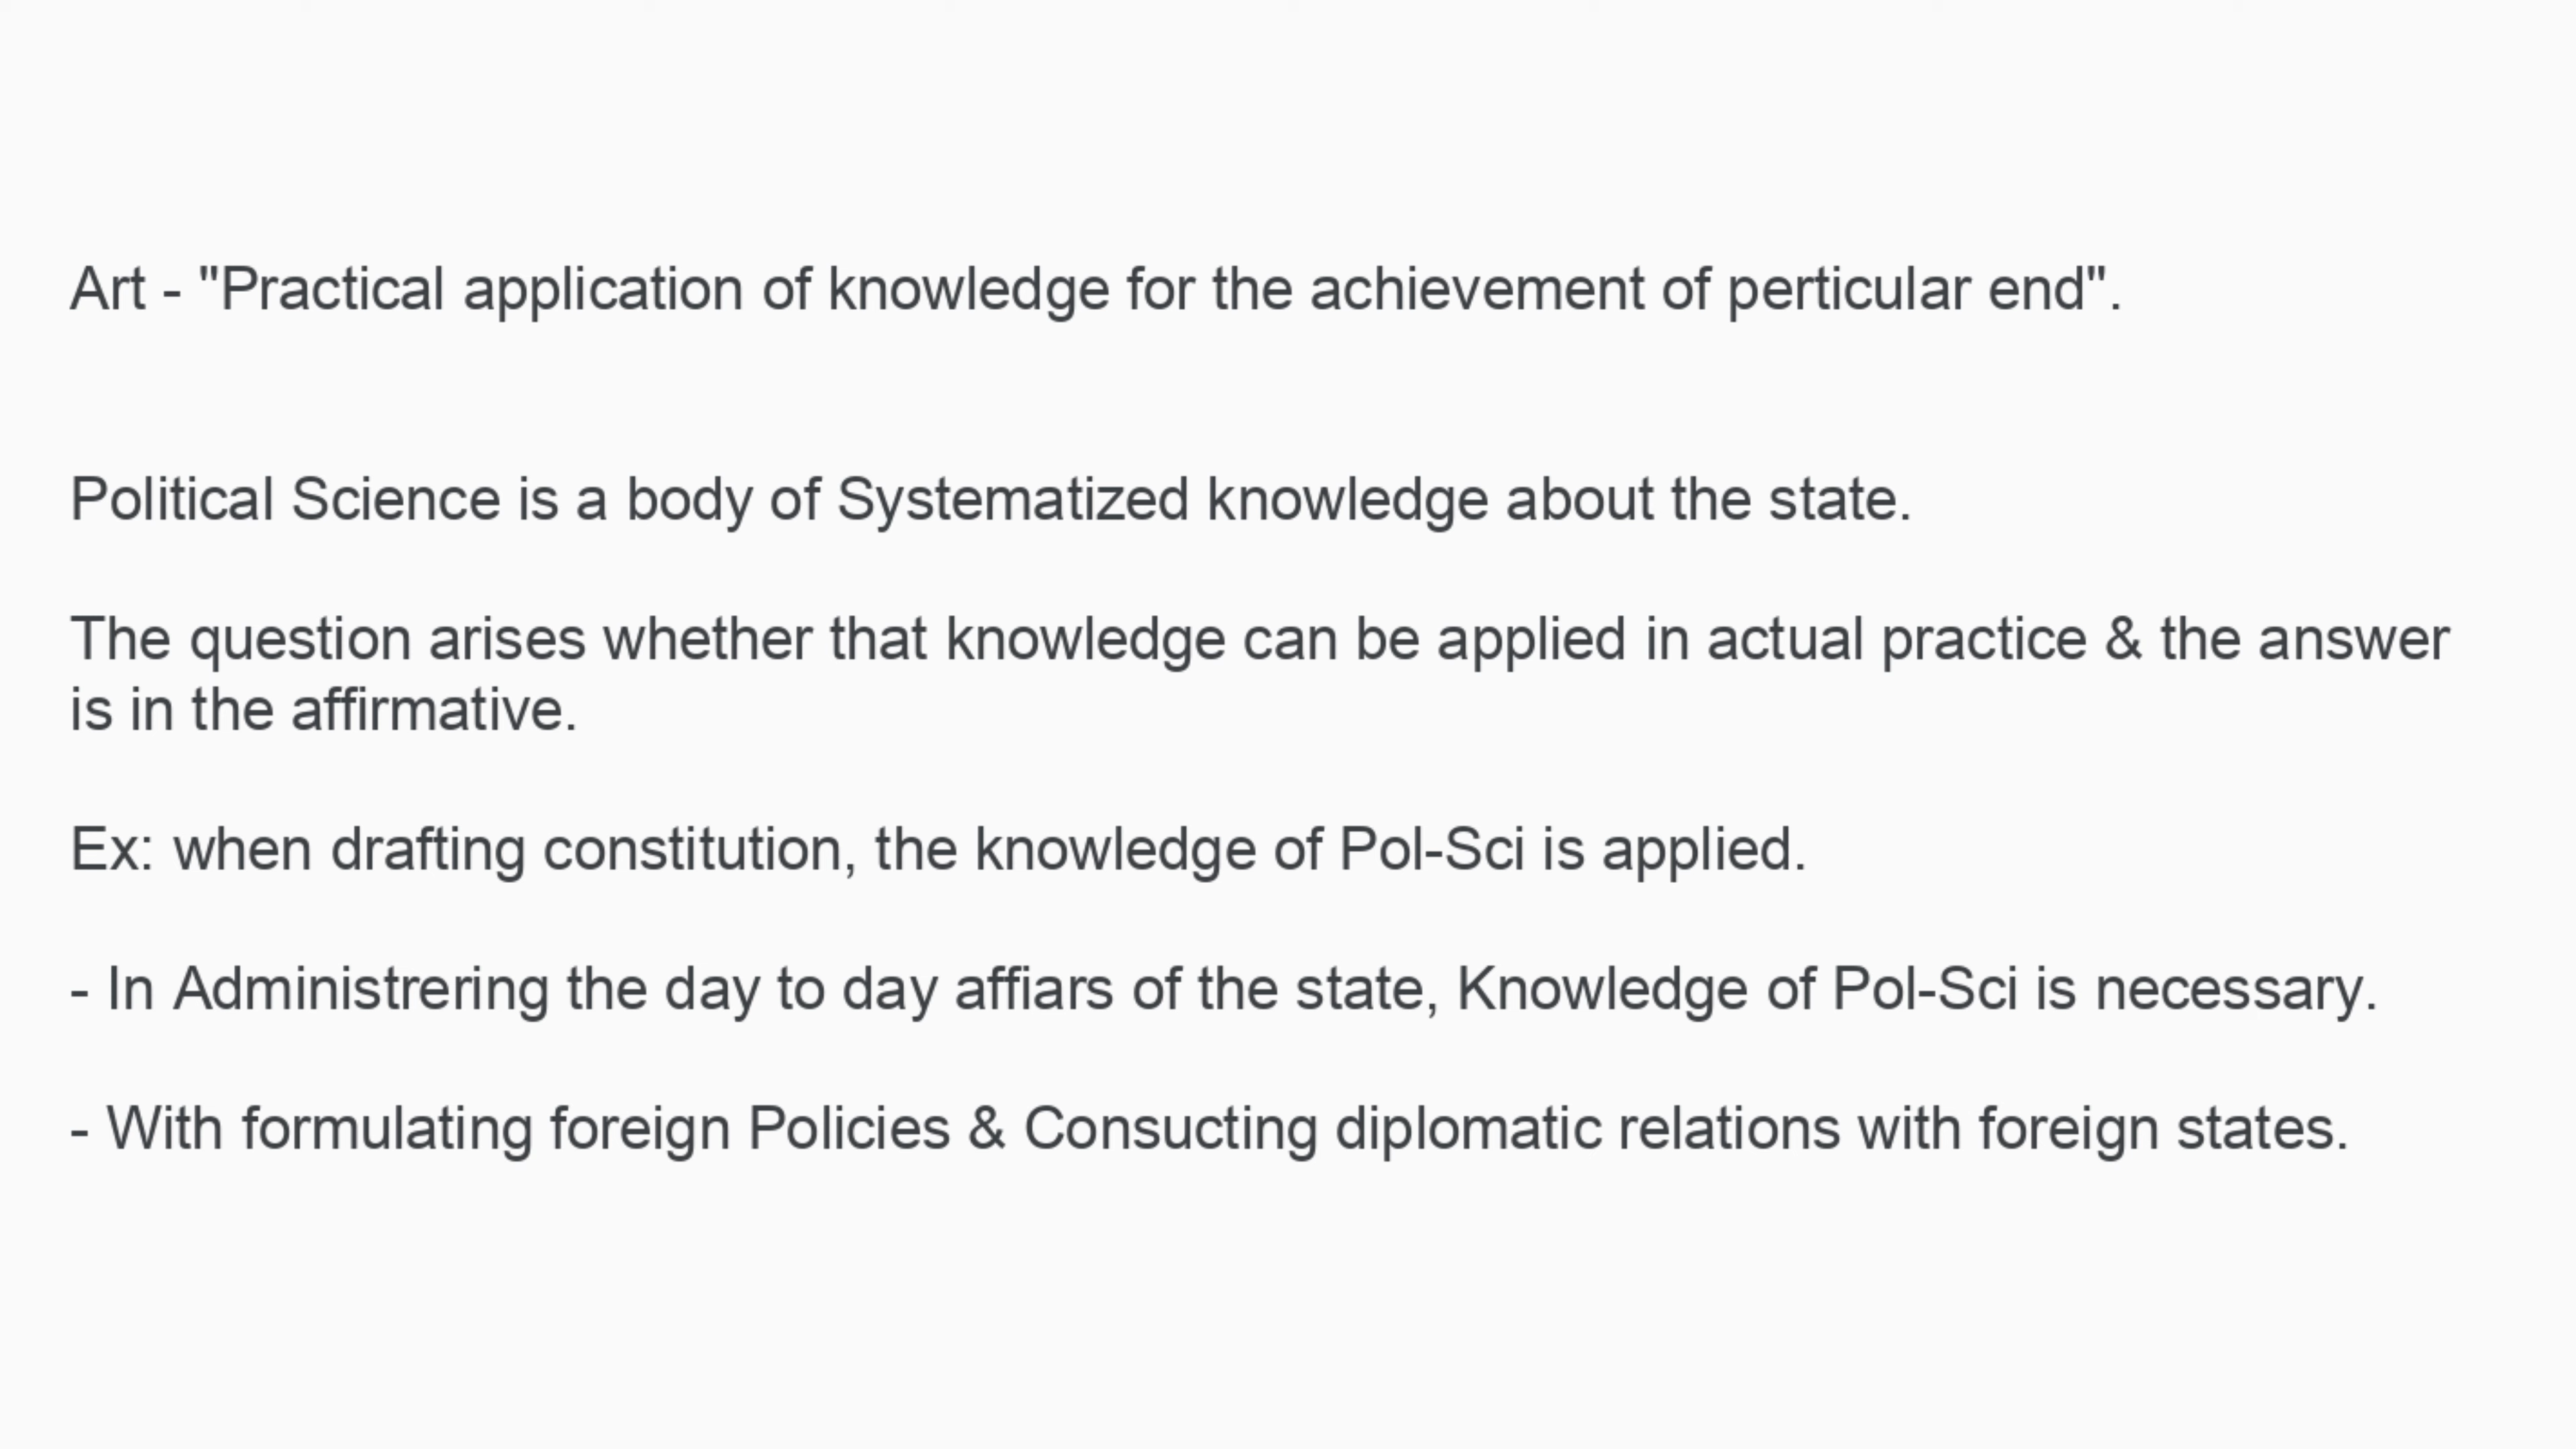 Art - "Practical application of knowledge for the achievement of perticular end".
Political Science is a body of Systematized knowledge about the state.
The question arises whether that knowledge can be applied in actual practice & the answer
is in the affirmative.
Ex: when drafting constitution, the knowledge of Pol-Sci is applied.
- In Administrering the day to day affiars of the state, Knowledge of Pol-Sci is necessary.
- With formulating foreign Policies & Consucting diplomatic relations with foreign states.